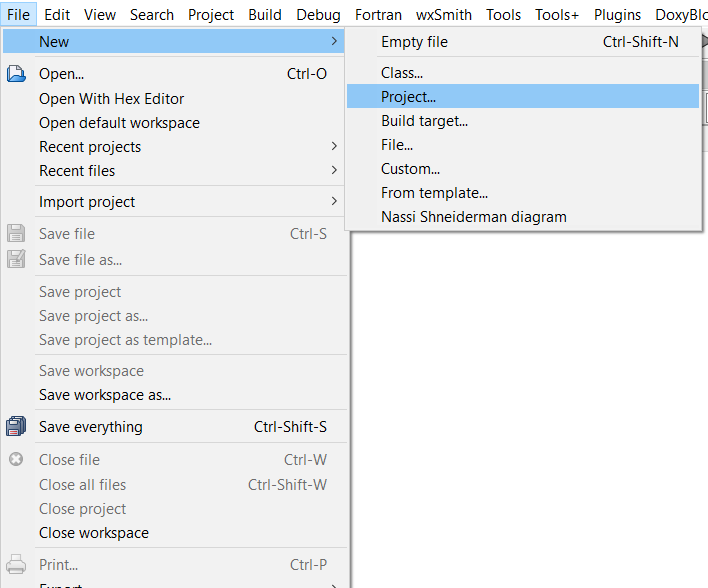 File Edit View Search Project Build Debug Fortran wxSmith Tools Tools+ Plugins DoxyBlo
New
Open... Ctrl-O
Open With Hex Editor
Open default workspace
Recent projects
Recent files
Import project
Save file Ctrl-S
Save file as...
Save project
Save project as...
Save project as template...
Save workspace
Save workspace as...
Save everything Ctrl-Shift-S
Close file Ctrl-W
Close all files Ctrl-Shift-W
Close project
Close workspace
Print... Ctrl-P
Export
Empty file Ctrl-Shift-N
Class...
Project...
Build target...
File...
Custom...
From template...
Nassi Shneiderman diagram